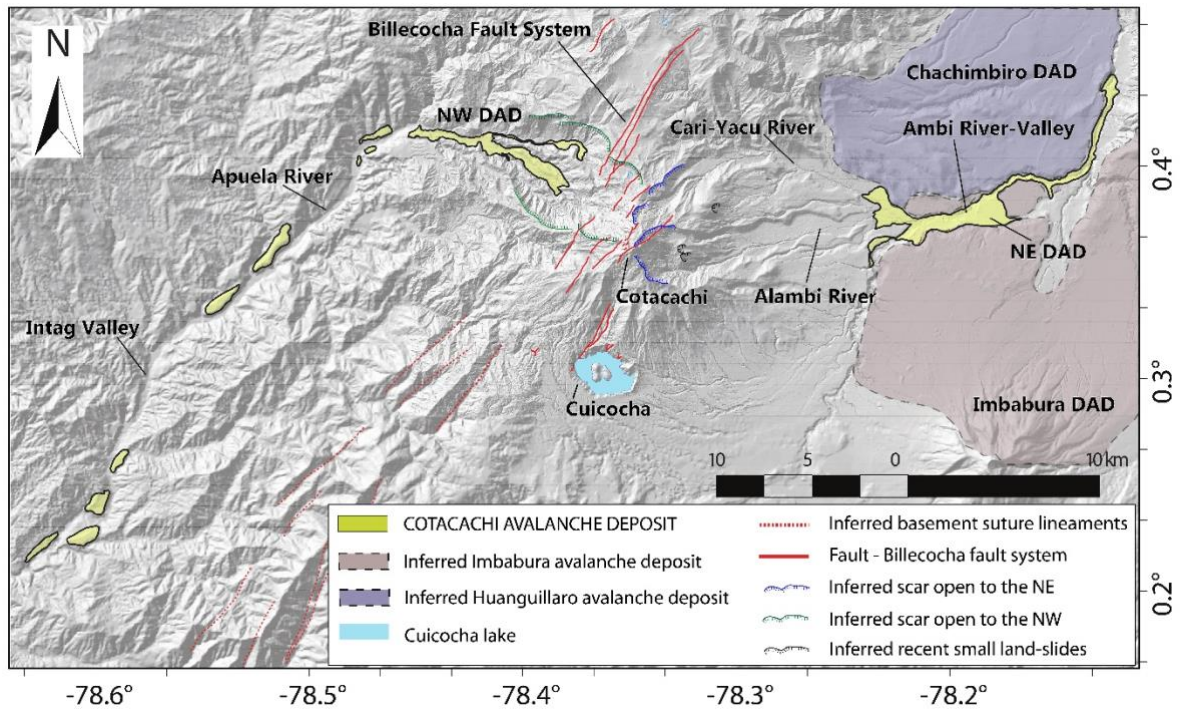 N
Billecocha Fault System
Chachimbiro DAD
NW DAD
Cari-Yacu River
Ambi River-Valley
Apuela River
0.4°
NE DAD
Cotacachi
Alambi River
Intag Valley
0.3°
Cuicocha
Imbabura DAD
10 5 0 10 km
COTACACHI AVALANCHE DEPOSIT
Inferred Imbabura avalanche deposit
Inferred Huanguillaro avalanche deposit
Cuicocha lake
Inferred basement suture lineaments
Fault - Billecocha fault system
Inferred scar open to the NE
Inferred scar open to the NW
Inferred recent small land-slides
0.2°
-78.6° -78.5° -78.4° -78.3° -78.2°